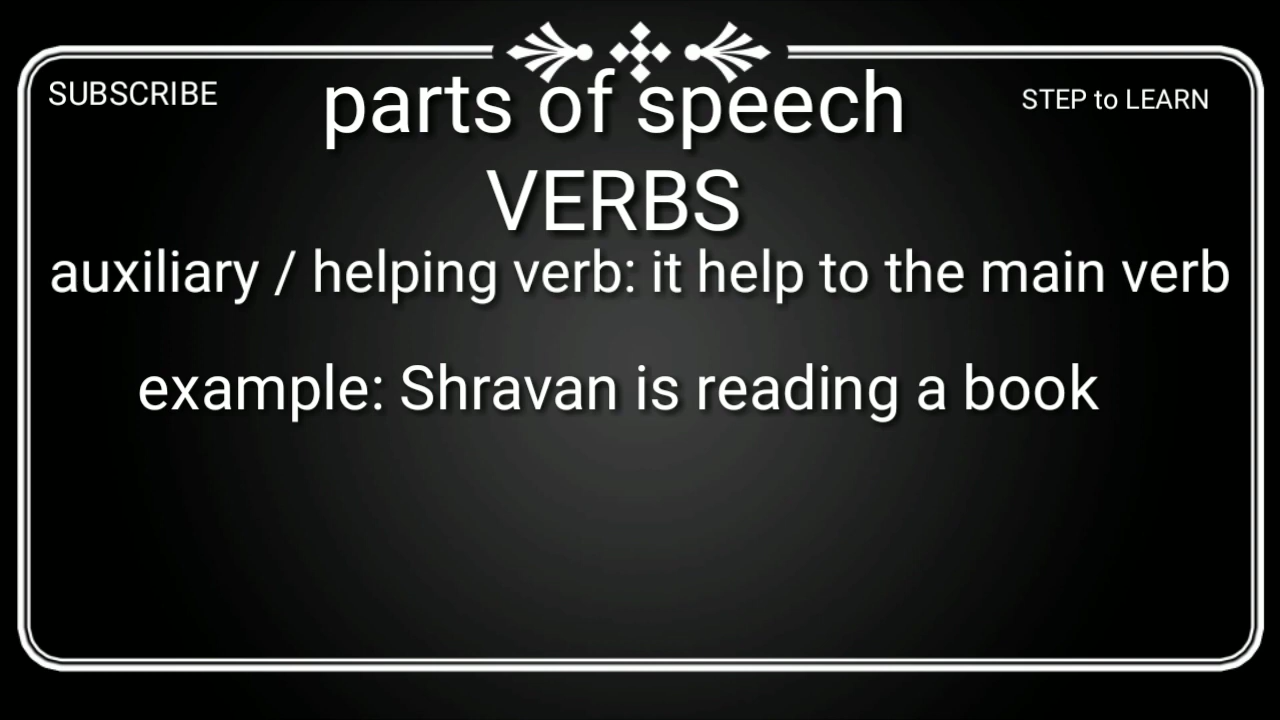 SUBSCRIBE
STEP to LEARN
parts of speech
VERBS
auxiliary / helping verb: it help to the main verb
example: Shravan is reading a book